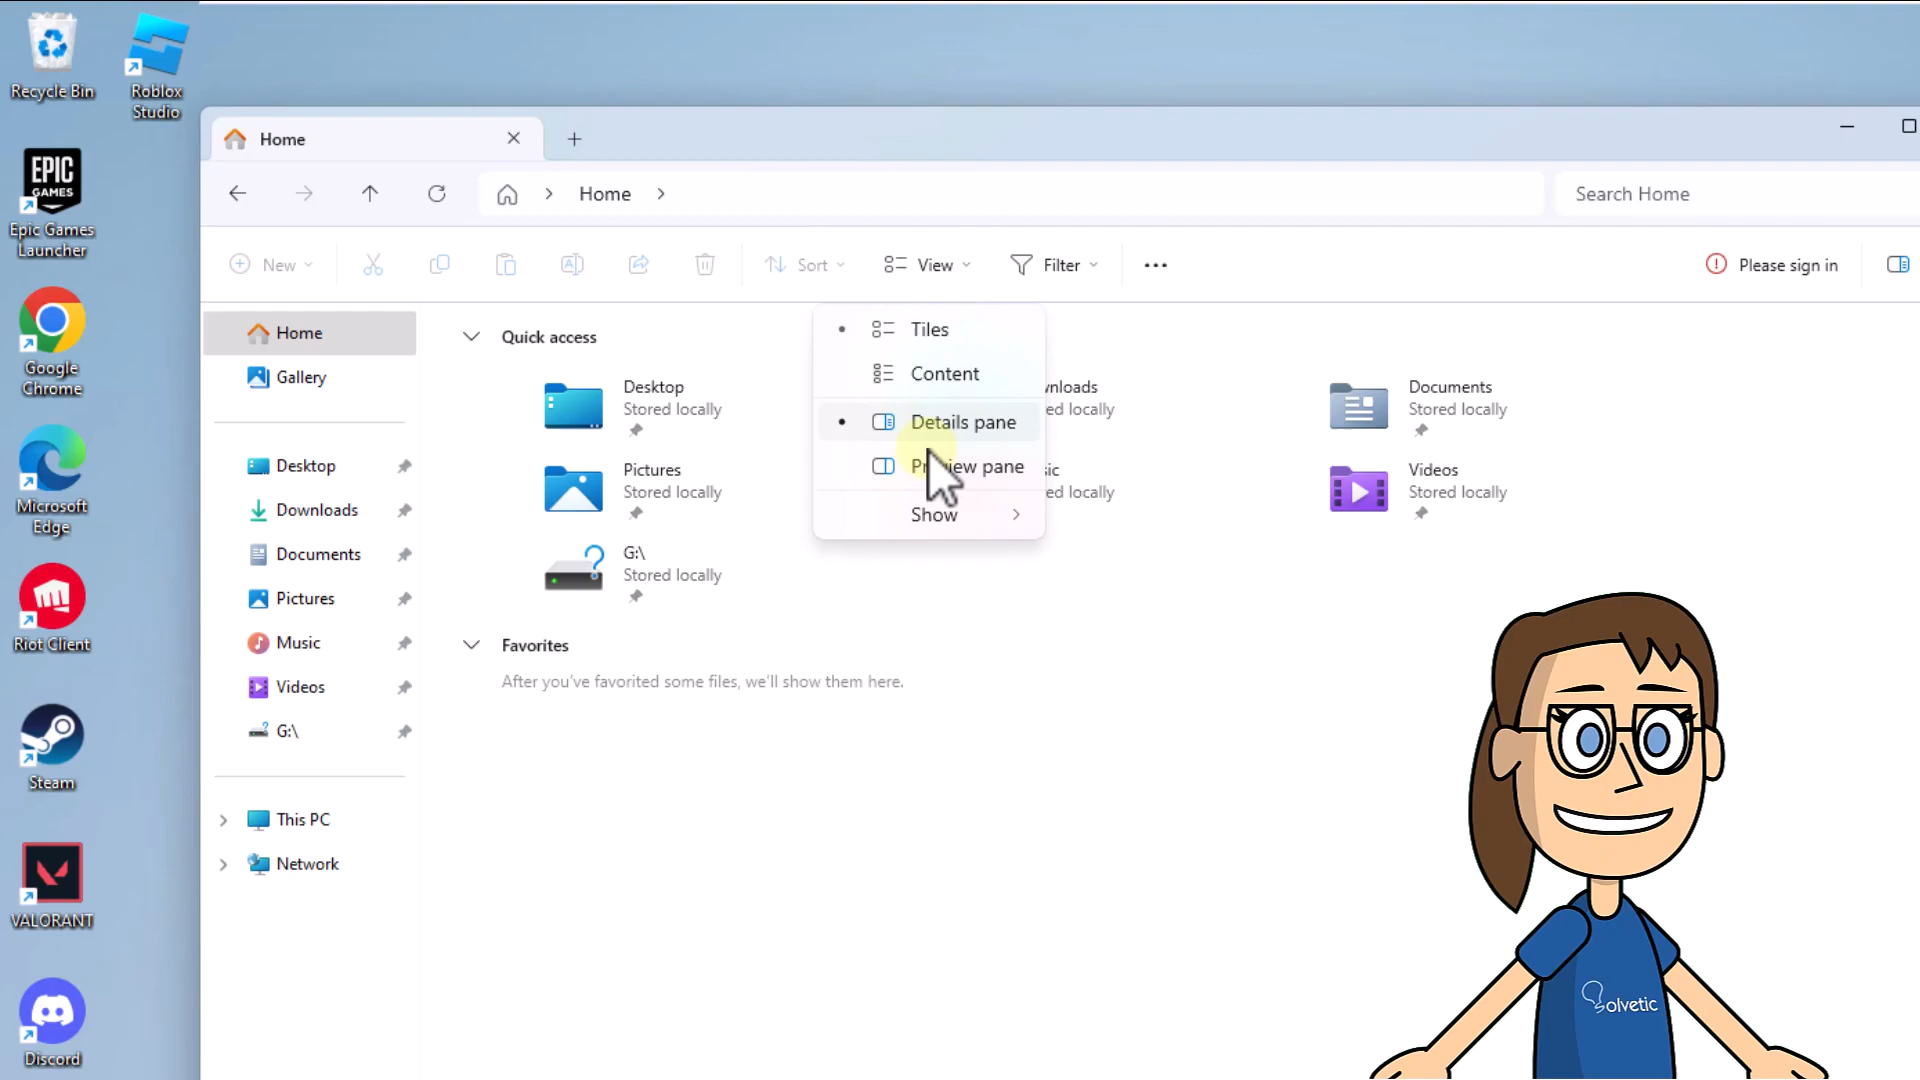 Recycle Bin
Roblox
Studio
EPIC
GAMES
Epic Games
Launcher
Google
Chrome
Microsoft
Edge
Riot Client
Steam
VALORANT
Discord
Home
Home
Search Home
New
Sort
View
Filter
Please sign in
Home
Gallery
Desktop
Downloads
Documents
Pictures
Music
Videos
G:\
This PC
Network
Quick access
Desktop
Stored locally
wnloads
ed locally
Documents
Stored locally
Pictures
Stored locally
sic
ed locally
Videos
Stored locally
G:\
Stored locally
Tiles
Content
Details pane
pane
Show
Favorites
After you've favorited some files, we'll show them here.
Solvetic